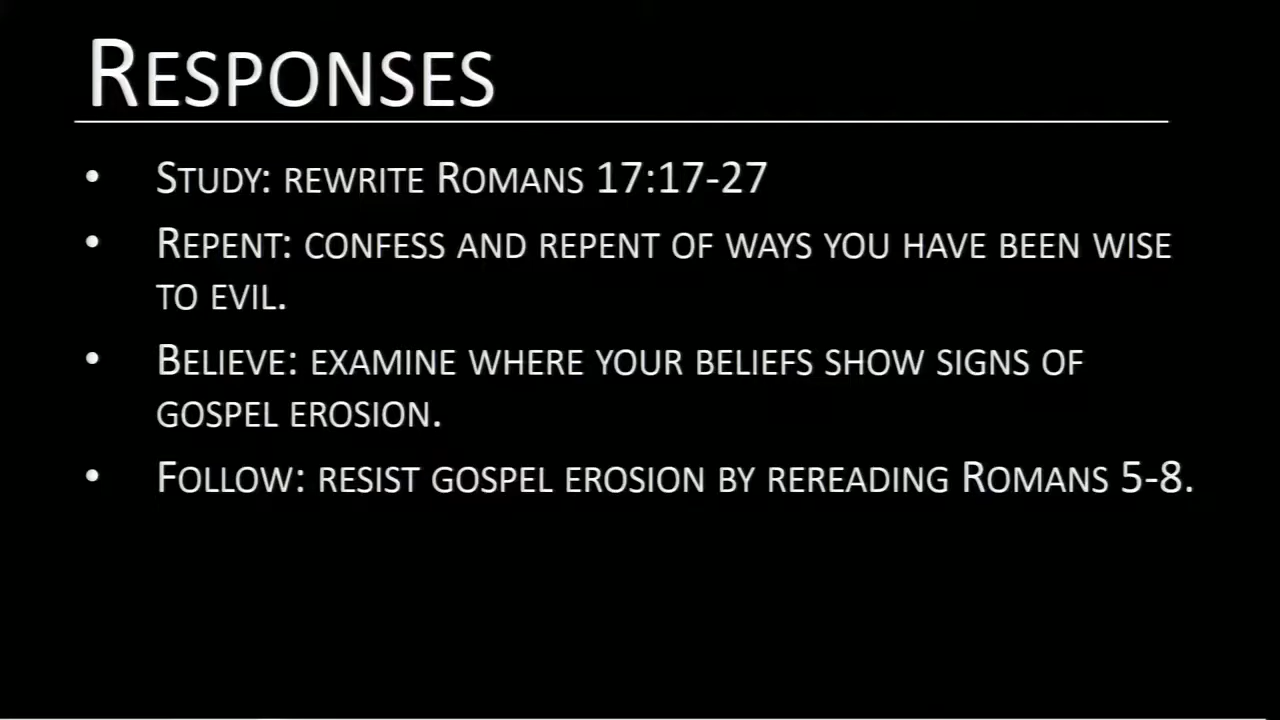 Responses
• Study: rewrite Romans 17:17-27
• Repent: confess and repent of ways you have been wise
to evil.
• Believe: examine where your beliefs show signs of
gospel erosion.
• Follow: resist gospel erosion by rereading Romans 5-8.